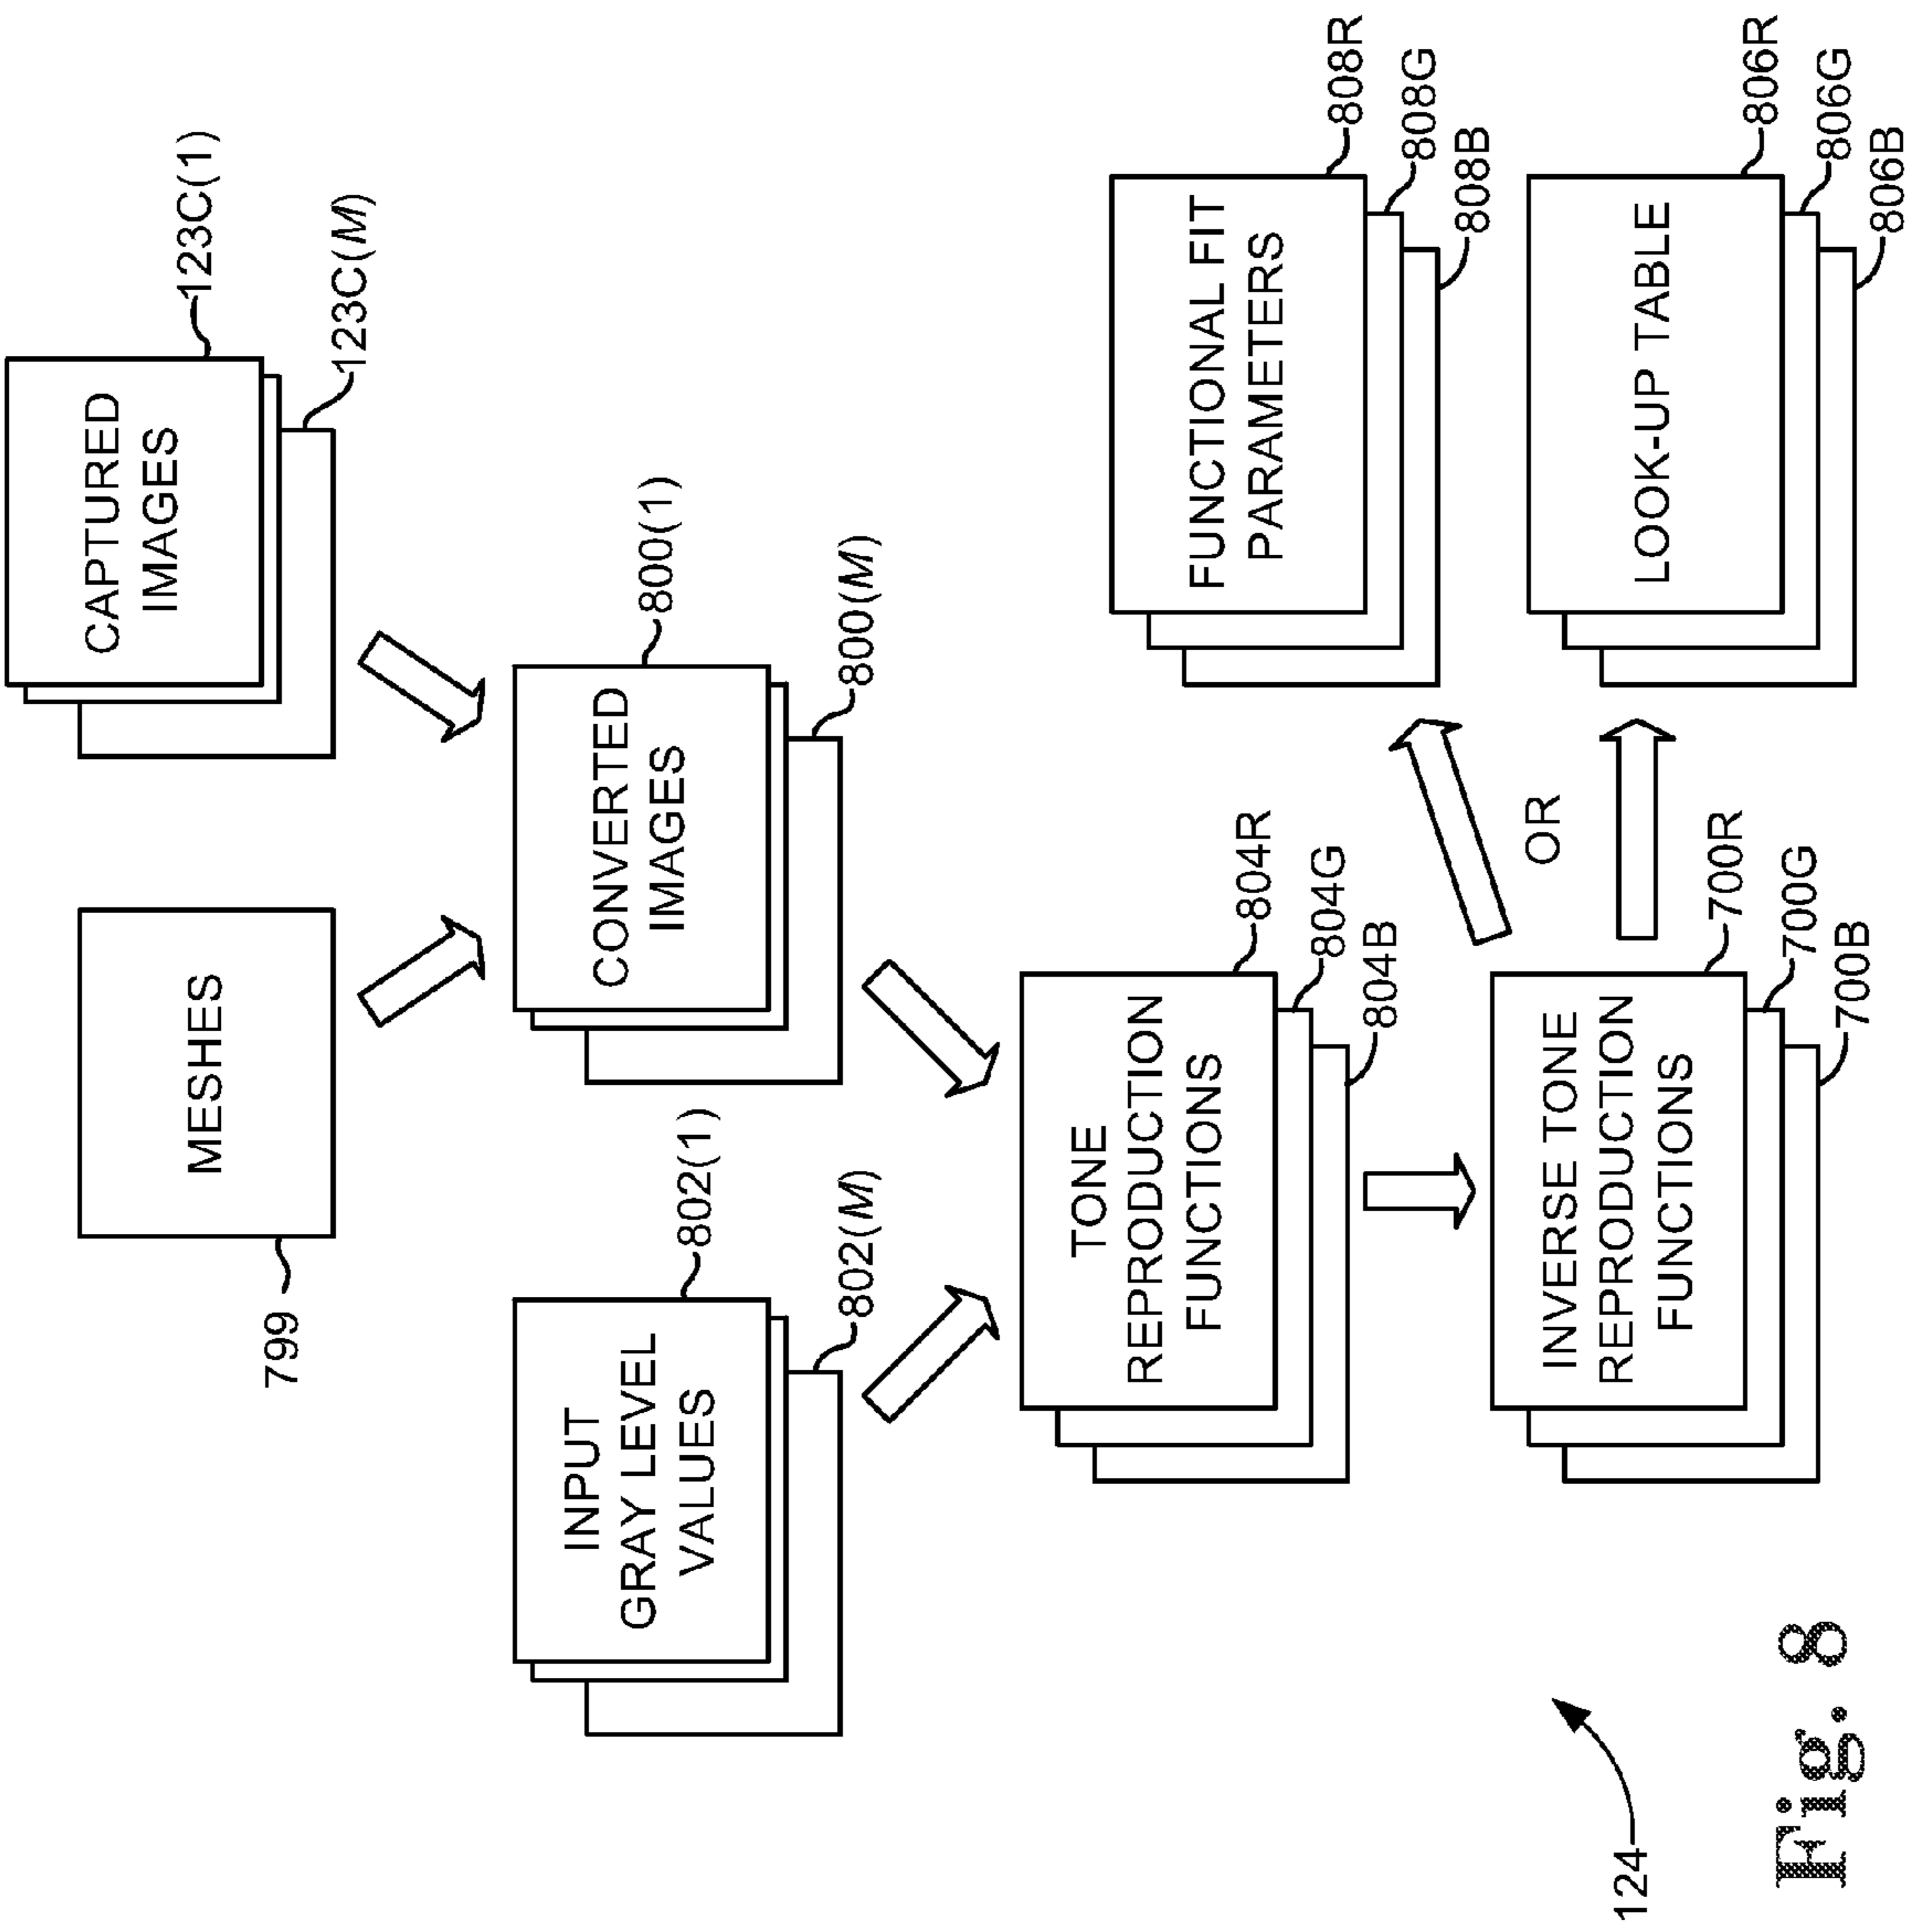 MESHES
799
CAPTURED
IMAGES
123C(1)
123C(M)
INPUT
GRAY LEVEL
VALUES
802(1)
802(M)
CONVERTED
IMAGES
800(1)
800(M)
TONE
REPRODUCTION
FUNCTIONS
804R
804G
804B
INVERSE TONE
REPRODUCTION
FUNCTIONS
700R
700G
700B
OR
FUNCTIONAL FIT
PARAMETERS
808R
808G
808B
LOOK-UP TABLE
806R
806G
806B
124
Fig. 8